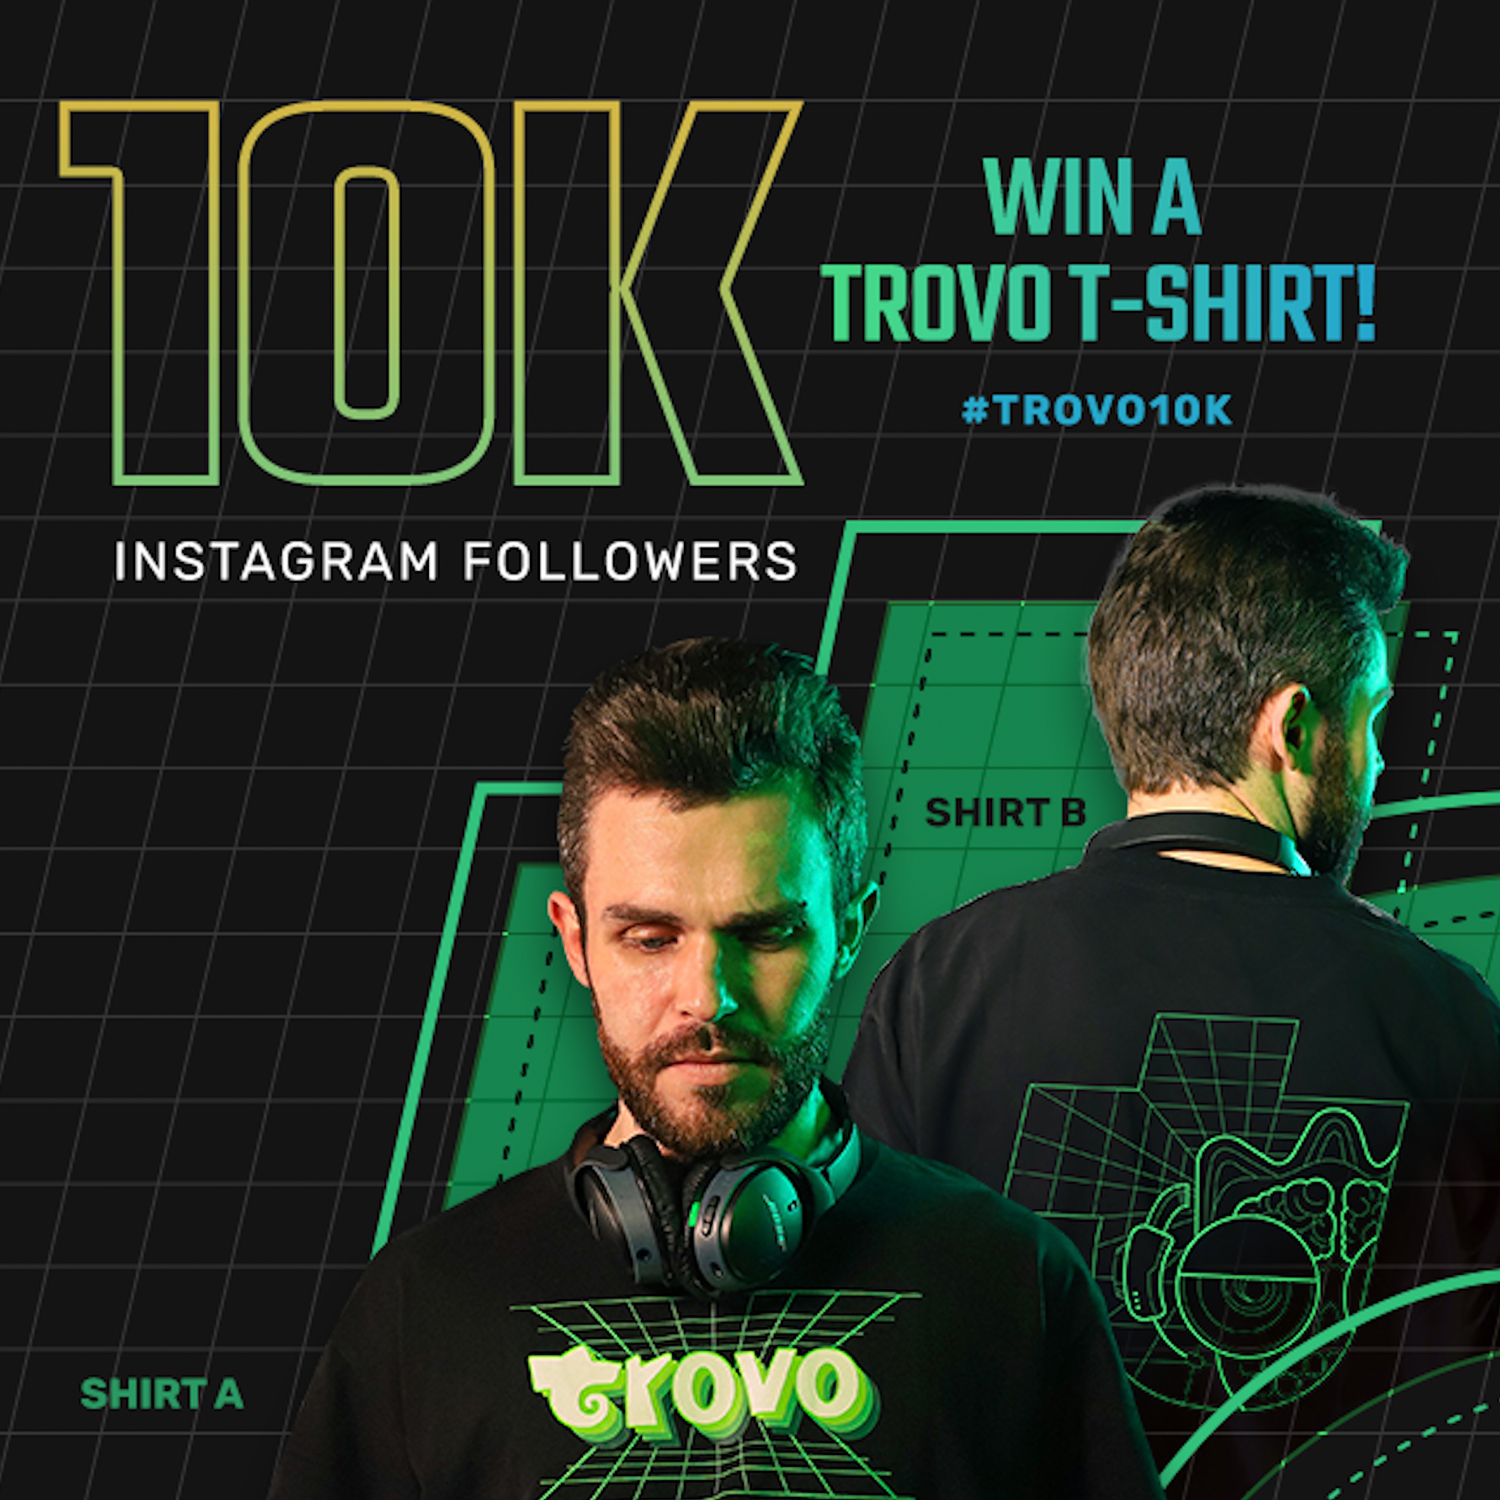 10K
INSTAGRAM FOLLOWERS
WIN A
TROVO T-SHIRT!
#TROVO10K
SHIRT B
SHIRT A
trovo